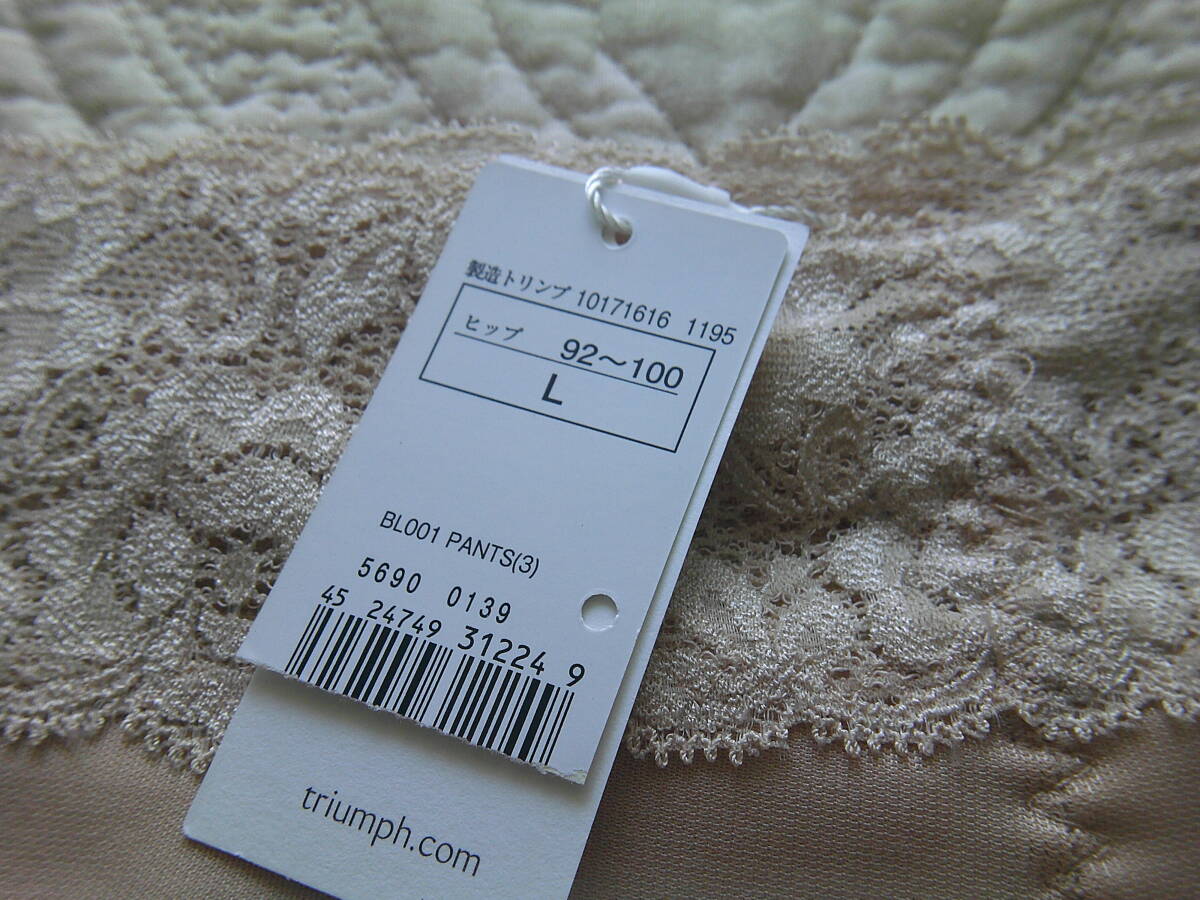 製造トリンプ 10171616 1195
ヒップ 92～100
L
BL001 PANTS(3)
5690 0139
45 24749 31224 9
triumph.com